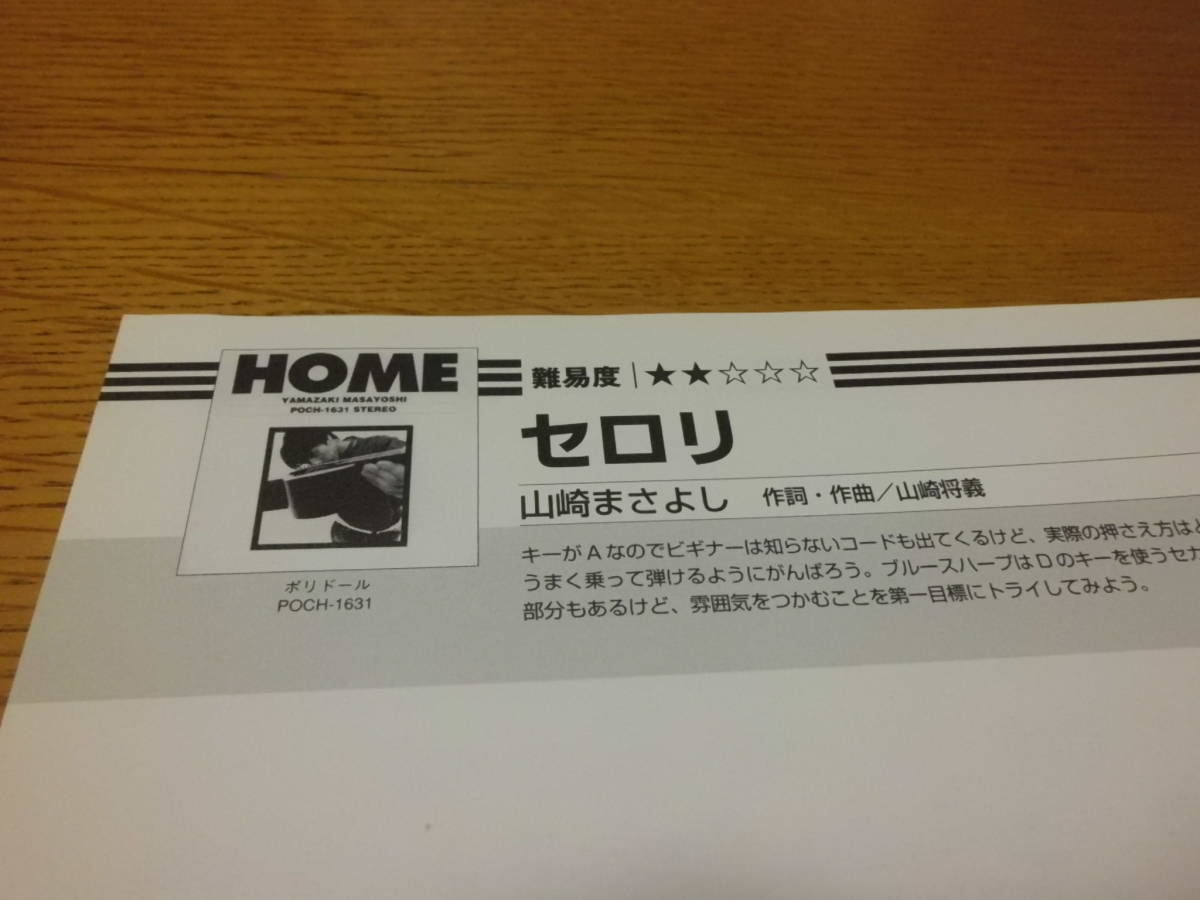 HOME
YAMAZAKI MASAYOSHI
POCH-1631 STEREO
ポリドール
POCH-1631
難易度|★★☆☆☆
セロリ
山崎まさよし 作詞・作曲/山崎将義
キーがAなのでビギナーは知らないコードも出てくるけど、実際の押さえ方はと
うまく乗って弾けるようにがんばろう。ブルースハープはDのキーを使うセカ
部分もあるけど、雰囲気をつかむことを第一目標にトライしてみよう。